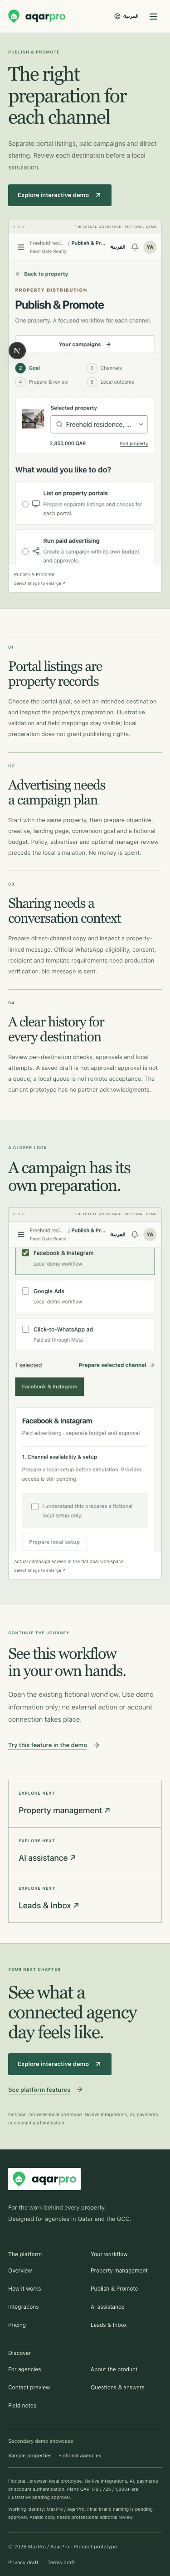 aqarpro
العربية
PUBLISH & PROMOTE
The right
preparation for
each channel
Separate portal listings, paid campaigns and direct
sharing. Review each destination before a local
simulation.
Explore interactive demo ↗
THE ACTUAL WORKSPACE · FICTIONAL DEMO
Freehold resi… / Publish & Pr…
Pearl Gate Realty
العربية
YA
← Back to property
PROPERTY DISTRIBUTION
Publish & Promote
One property. A focused workflow for each channel.
Your campaigns →
N
2 Goal
3 Channels
4 Prepare & review
5 Local outcome
Selected property
Freehold residence, …
2,850,000 QAR
Edit property
What would you like to do?
List on property portals
Prepare separate listings and checks for
each portal.
Run paid advertising
Create a campaign with its own budget
and approvals.
Publish & Promote
Select image to enlarge ↗
01
Portal listings are
property records
Choose the portal goal, select an intended destination
and inspect the property's preparation. Illustrative
validation and field mappings stay visible; local
preparation does not grant publishing rights.
02
Advertising needs
a campaign plan
Start with the same property, then prepare objective,
creative, landing page, conversion goal and a fictional
budget. Policy, advertiser and optional manager review
precede the local simulation. No money is spent.
03
Sharing needs a
conversation context
Prepare direct-channel copy and inspect a property-
linked message. Official WhatsApp eligibility, consent,
recipient and template requirements need production
verification. No message is sent.
04
A clear history for
every destination
Review per-destination checks, approvals and local
attempts. A saved draft is not approval; approval is not
a queue; a local queue is not remote acceptance. The
current prototype has no partner acknowledgments.
A CLOSER LOOK
A campaign has its
own preparation.
THE ACTUAL WORKSPACE · FICTIONAL DEMO
Freehold resi… / Publish & Pr…
Pearl Gate Realty
العربية
YA
Facebook & Instagram
Local demo workflow
Google Ads
Local demo workflow
Click-to-WhatsApp ad
Paid ad through Meta
1 selected
Prepare selected channel →
Facebook & Instagram
Facebook & Instagram
Paid advertising · separate budget and approval
1. Channel availability & setup
Prepare a local setup before simulation. Provider
access is still pending.
I understand this prepares a fictional
local setup only.
Prepare local setup
Actual campaign screen in the fictional workspace
Select image to enlarge ↗
CONTINUE THE JOURNEY
See this workflow
in your own hands.
Open the existing fictional workflow. Use demo
information only; no external action or account
connection takes place.
Try this feature in the demo →
EXPLORE NEXT
Property management ↗
EXPLORE NEXT
AI assistance ↗
EXPLORE NEXT
Leads & Inbox ↗
YOUR NEXT CHAPTER
See what a
connected agency
day feels like.
Explore interactive demo ↗
See platform features →
Fictional, browser-local prototype. No live integrations, AI, payments
or account authentication.
aqarpro
For the work behind every property.
Designed for agencies in Qatar and the GCC.
The platform
Your workflow
Overview
Property management
How it works
Publish & Promote
Integrations
AI assistance
Pricing
Leads & Inbox
Discover
For agencies
About the product
Contact preview
Questions & answers
Field notes
Secondary demo showcase
Sample properties
Fictional agencies
Fictional, browser-local prototype. No live integrations, AI, payments
or account authentication. Plans QAR 179 / 725 / 1,800+ are
illustrative pending approval.
Working identity: MaxPro / AqarPro. Final brand naming is pending
approval. Arabic copy needs professional editorial review.
© 2026 MaxPro / AqarPro · Product prototype
Privacy draft
Terms draft